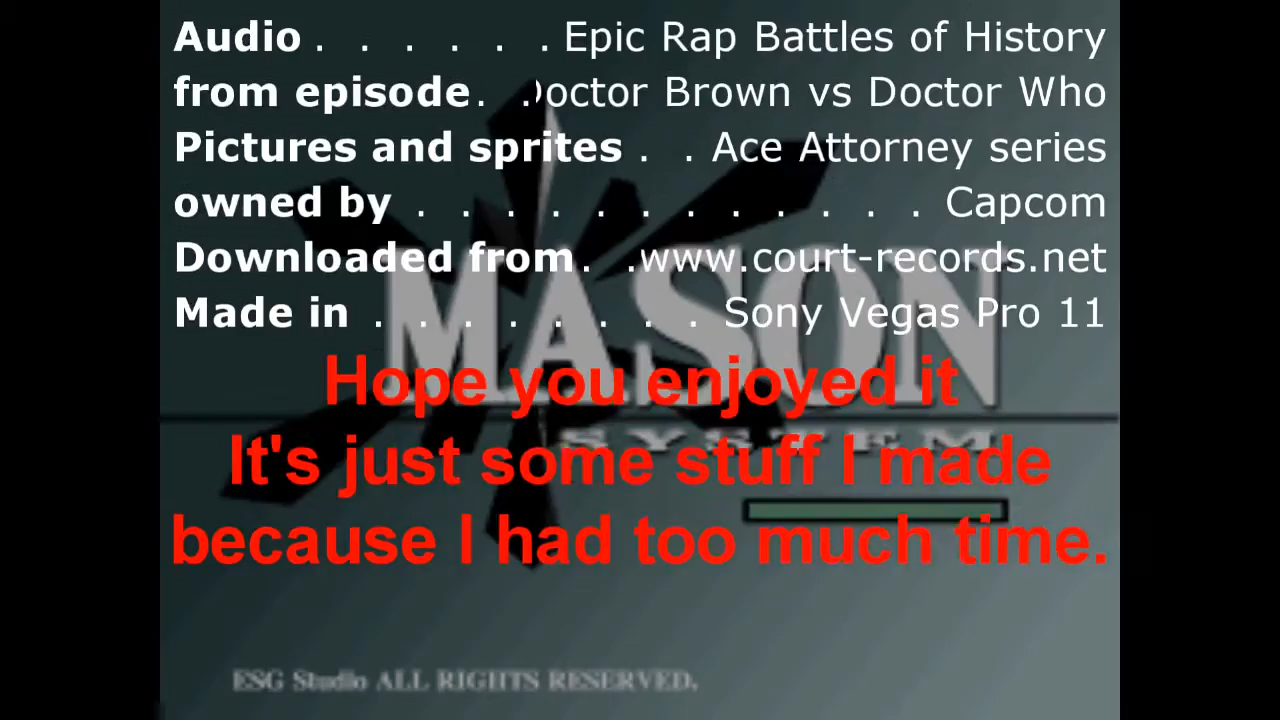 Audio . . . . . . Epic Rap Battles of History
from episode. . Doctor Brown vs Doctor Who
Pictures and sprites . . Ace Attorney series
owned by . . . . . . . . . . . . Capcom
Downloaded from. .www.court-records.net
Made in . . . . . . . . Sony Vegas Pro 11
MASON
SYSTEM
Hope you enjoyed it
It's just some stuff I made
because I had too much time.
ESG Studio ALL RIGHTS RESERVED.